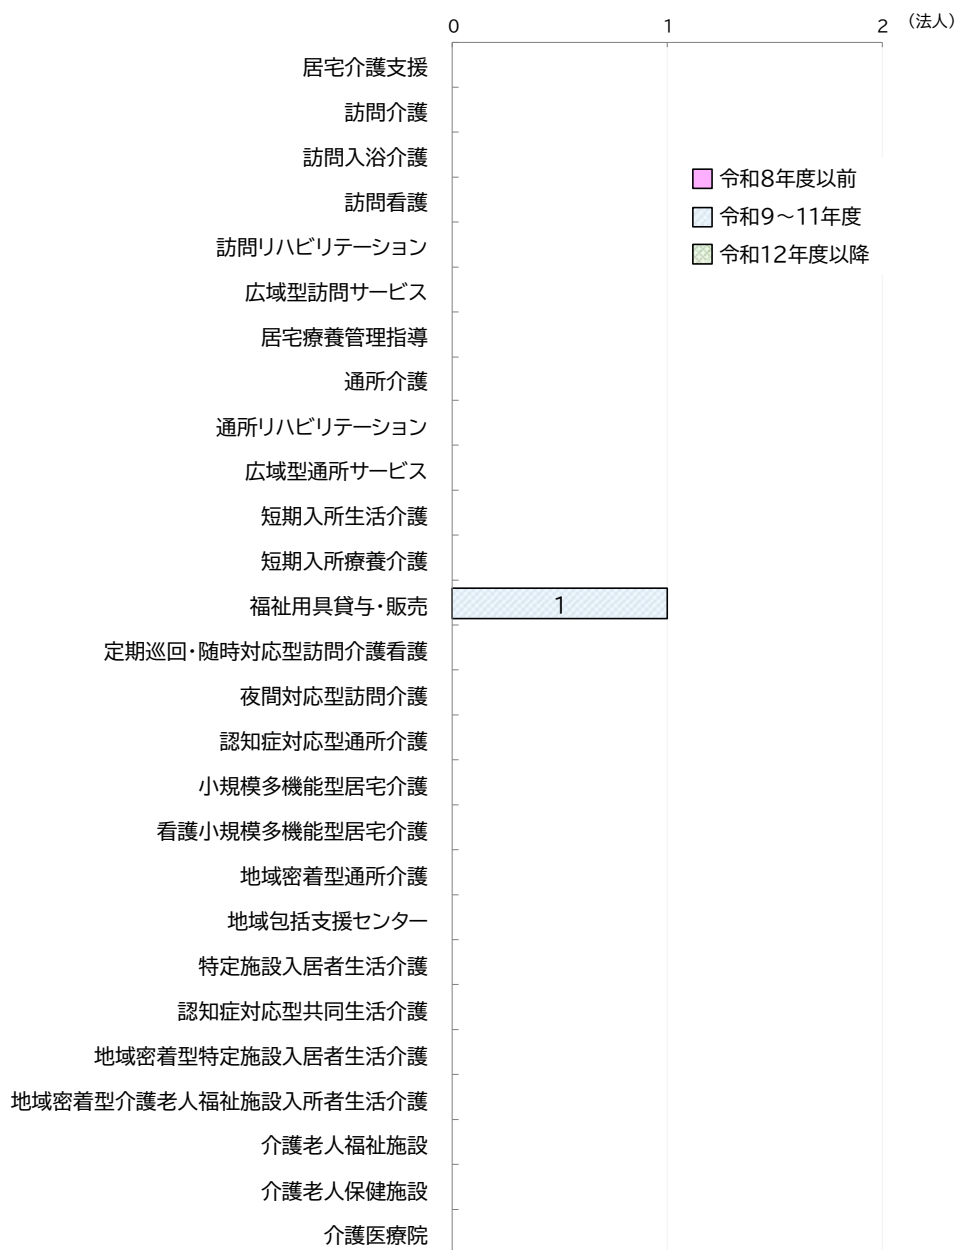 0 1 2 （法人）
居宅介護支援
訪問介護
訪問入浴介護
令和8年度以前
訪問看護
令和9～11年度
訪問リハビリテーション
令和12年度以降
広域型訪問サービス
居宅療養管理指導
通所介護
通所リハビリテーション
広域型通所サービス
短期入所生活介護
短期入所療養介護
福祉用具貸与・販売 1
定期巡回・随時対応型訪問介護看護
夜間対応型訪問介護
認知症対応型通所介護
小規模多機能型居宅介護
看護小規模多機能型居宅介護
地域密着型通所介護
地域包括支援センター
特定施設入居者生活介護
認知症対応型共同生活介護
地域密着型特定施設入居者生活介護
地域密着型介護老人福祉施設入所者生活介護
介護老人福祉施設
介護老人保健施設
介護医療院